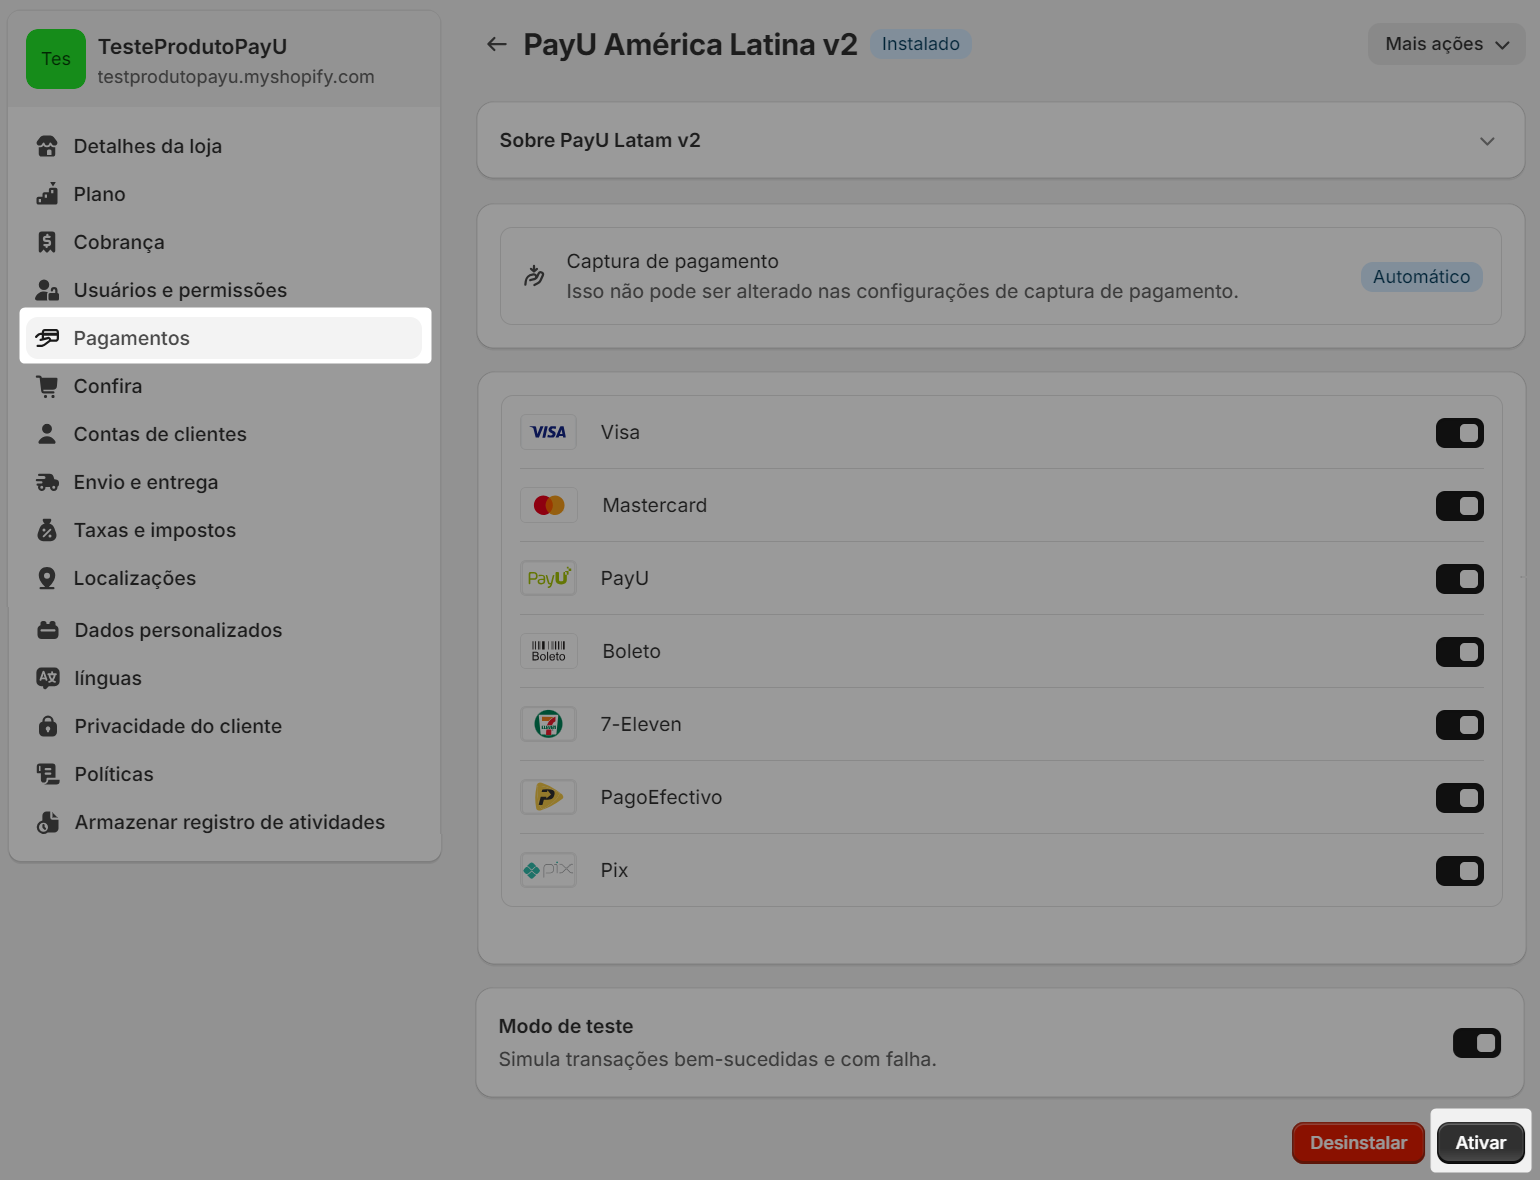 Tes
TesteProdutoPayU
testprodutopayu.myshopify.com
Detalhes da loja
Plano
Cobrança
Usuários e permissões
Pagamentos
Confira
Contas de clientes
Envio e entrega
Taxas e impostos
Localizações
Dados personalizados
línguas
Privacidade do cliente
Políticas
Armazenar registro de atividades
PayU América Latina v2 Instalado
Mais ações
Sobre PayU Latam v2
Captura de pagamento
Isso não pode ser alterado nas configurações de captura de pagamento.
Automático
VISA Visa
Mastercard
PayU PayU
Boleto Boleto
7-Eleven
PagoEfectivo
pix Pix
Modo de teste
Simula transações bem-sucedidas e com falha.
Desinstalar Ativar